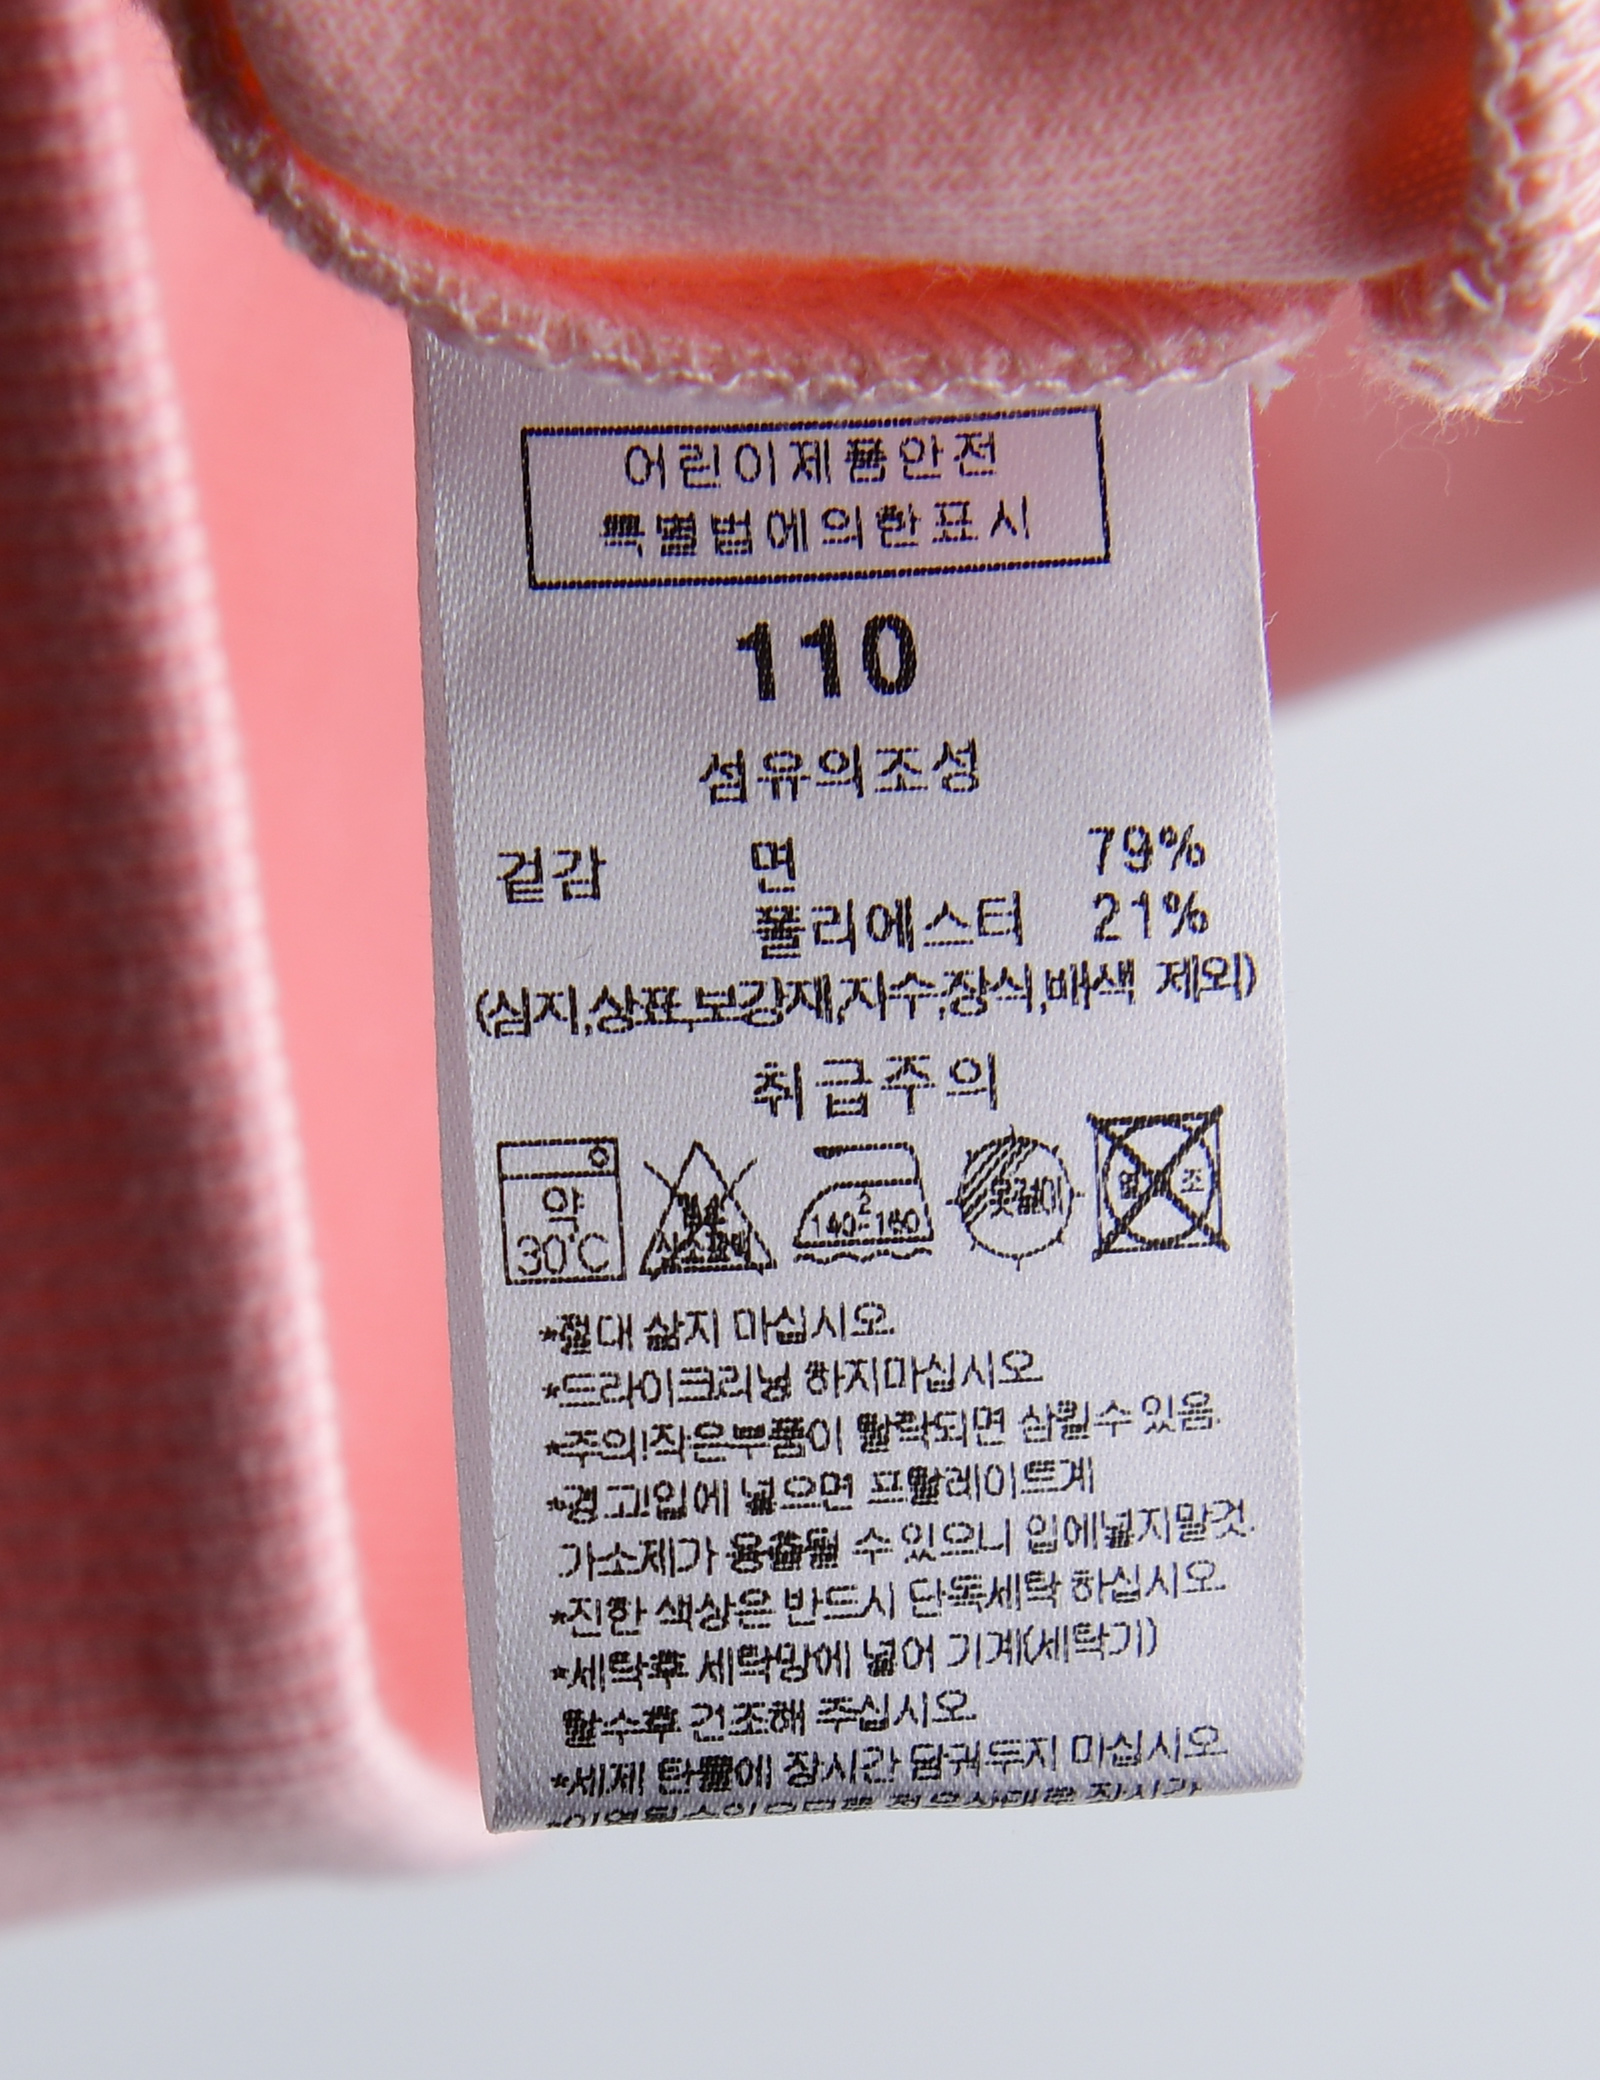 어린이제품안전
특별법에의한표시
110
섬유의조성
겉감 면 79%
폴리에스터 21%
(심지,상표,보강재,자수,장식,배색 제외)
취급주의
약 30℃
염소표백
2 140-160
옷걸이
*절대 삶지 마십시오.
*드라이크리닝 하지마십시오.
*주의!작은부품이 탈락되면 삼킬수 있음.
*경고!입에 넣으면 프탈레이트계
가소제가 용출될 수 있으니 입에넣지말것.
*진한 색상은 반드시 단독세탁 하십시오.
*세탁후 세탁망에 넣어 기계(세탁기)
탈수후 건조해 주십시오.
*세제 탄물에 장시간 담궈두지 마십시오.